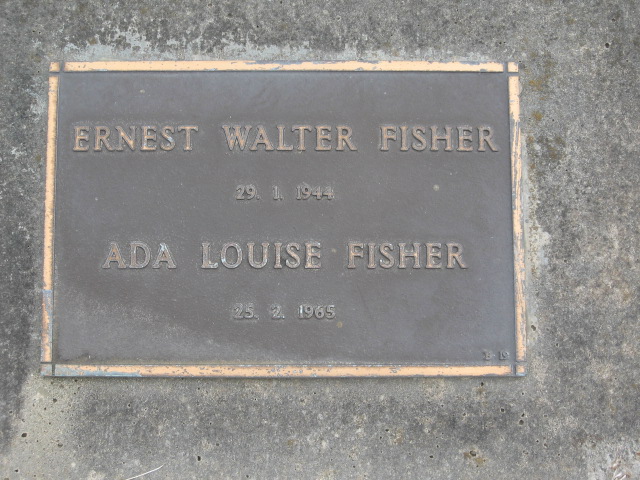 ERNEST WALTER FISHER
29. 1. 1944
ADA LOUISE FISHER
25. 2. 1965